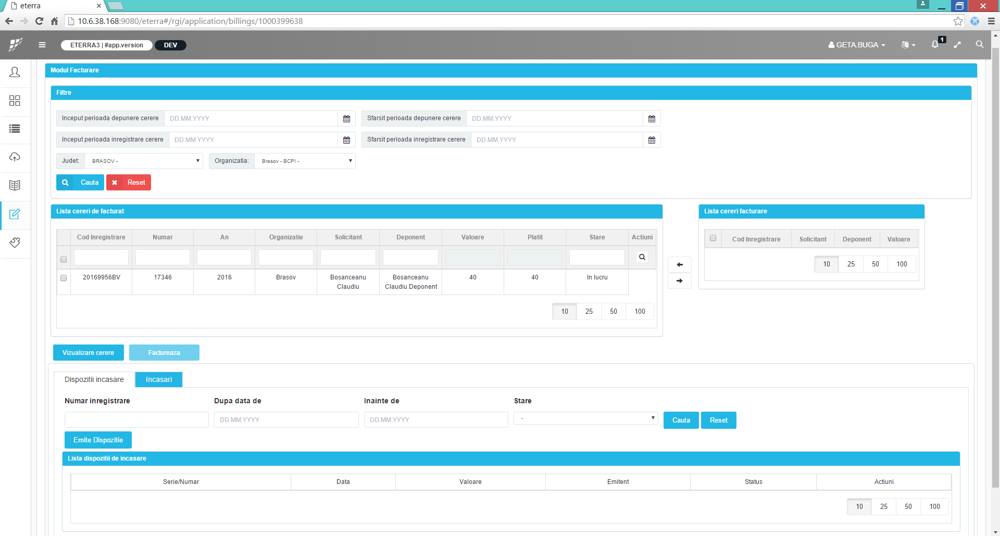 eterra
10.6.38.168:9080/eterra#/rgi/application/billings/1000399638
ETERRA3 | #app.version DEV GETA.BUGA 1
Modul Facturare
Filtre
Inceput perioada depunere cerere DD.MM.YYYY Sfarsit perioada depunere cerere DD.MM.YYYY
Inceput perioada inregistrare cerere DD.MM.YYYY Sfarsit perioada inregistrare cerere DD.MM.YYYY
Judet: BRASOV - Organizatia: Brasov - BCPI -
Cauta Reset
Lista cereri de facturat
Cod Inregistrare Numar An Organizatie Solicitant Deponent Valoare Platit Stare Actiuni
20169956BV 17346 2016 Brasov Bosanceanu Claudiu Bosanceanu Claudiu Deponent 40 40 In lucru
10 25 50 100
Lista cereri facturare
Cod Inregistrare Solicitant Deponent Valoare
10 25 50 100
Vizualizare cerere Factureaza
Dispozitii incasare Incasari
Numar inregistrare Dupa data de Inainte de Stare
DD.MM.YYYY DD.MM.YYYY - Cauta Reset
Emite Dispozitie
Lista dispozitii de incasare
Serie/Numar Data Valoare Emitent Status Actiuni
10 25 50 100